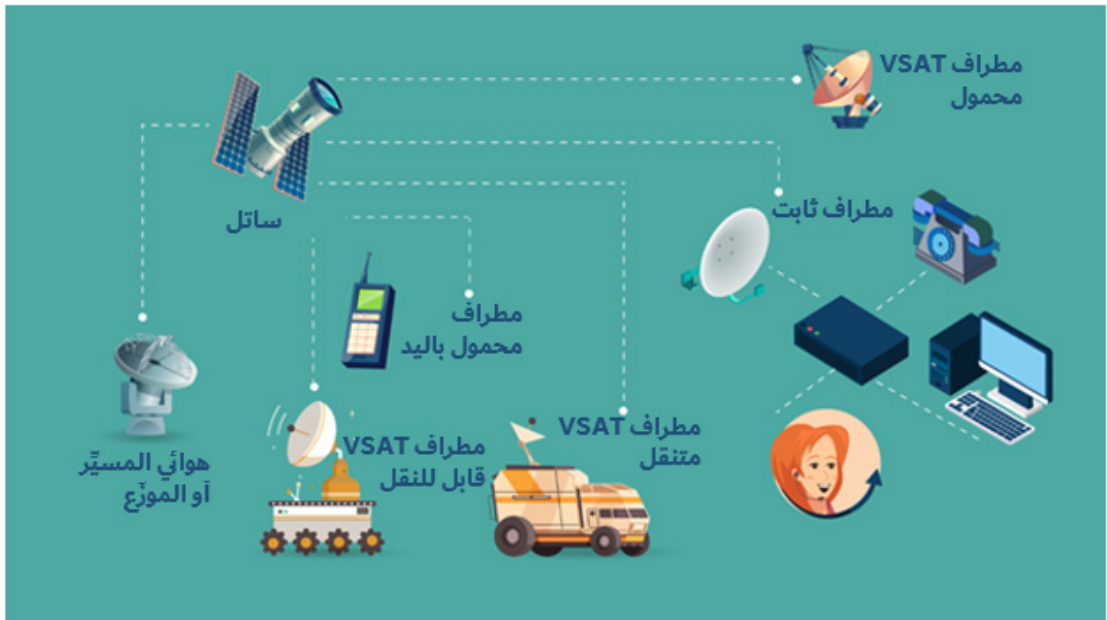 مطراف VSAT
محمول
مطراف ثابت
ساتل
مطراف
محمول باليد
مطراف VSAT
متنقل
مطراف VSAT
قابل للنقل
هوائي المسيِّر
أو الموزّع